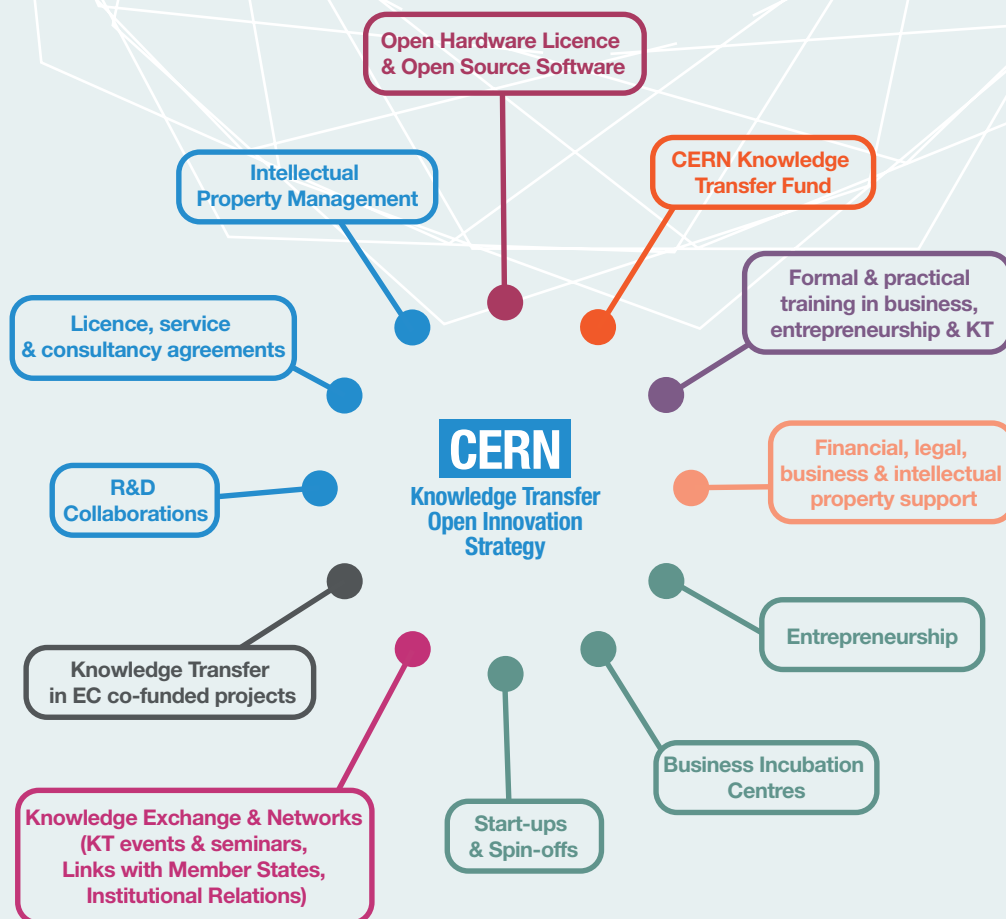 Open Hardware Licence
& Open Source Software
CERN Knowledge
Transfer Fund
Intellectual
Property Management
Formal & practical
training in business,
entrepreneurship & KT
Licence, service
& consultancy agreements
CERN
Knowledge Transfer
Open Innovation
Strategy
Financial, legal,
business & intellectual
property support
R&D
Collaborations
Entrepreneurship
Knowledge Transfer
in EC co-funded projects
Business Incubation
Centres
Start-ups
& Spin-offs
Knowledge Exchange & Networks
(KT events & seminars,
Links with Member States,
Institutional Relations)